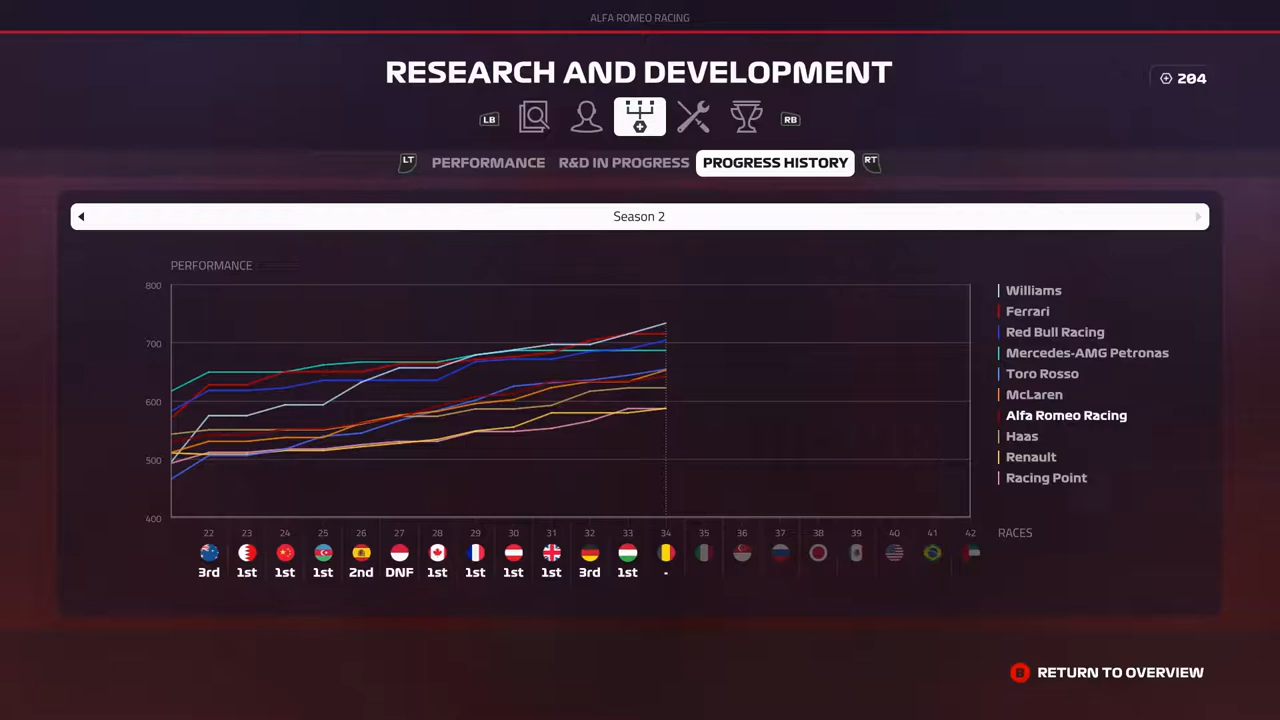 ALFA ROMEO RACING
RESEARCH AND DEVELOPMENT
204
LB RB
LT PERFORMANCE R&D IN PROGRESS PROGRESS HISTORY RT
Season 2
PERFORMANCE
800
700
600
500
400
Williams
Ferrari
Red Bull Racing
Mercedes-AMG Petronas
Toro Rosso
McLaren
Alfa Romeo Racing
Haas
Renault
Racing Point
22 23 24 25 26 27 28 29 30 31 32 33 34 35 36 37 38 39 40 41 42 RACES
3rd 1st 1st 1st 2nd DNF 1st 1st 1st 1st 3rd 1st -
B RETURN TO OVERVIEW